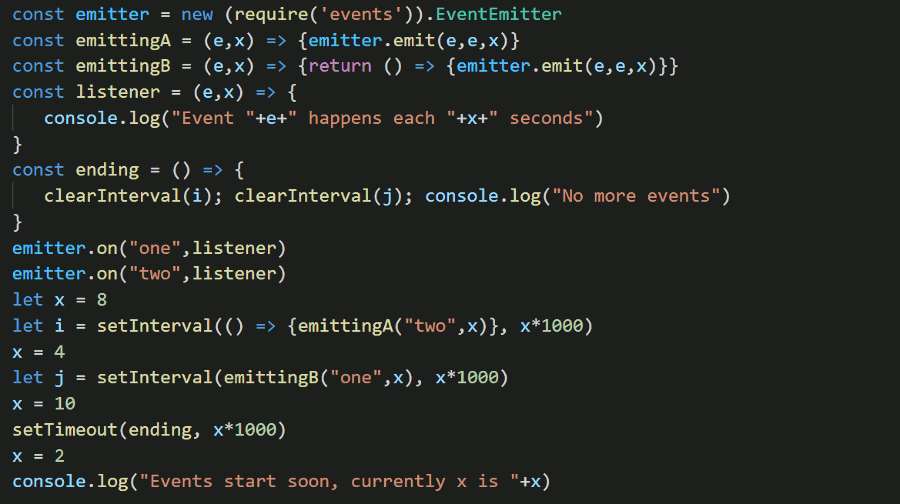 const emitter = new (require('events')).EventEmitter
const emittingA = (e,x) => {emitter.emit(e,e,x)}
const emittingB = (e,x) => {return () => {emitter.emit(e,e,x)}}
const listener = (e,x) => {
   console.log("Event "+e+" happens each "+x+" seconds")
}
const ending = () => {
   clearInterval(i); clearInterval(j); console.log("No more events")
}
emitter.on("one",listener)
emitter.on("two",listener)
let x = 8
let i = setInterval(() => {emittingA("two",x)}, x*1000)
x = 4
let j = setInterval(emittingB("one",x), x*1000)
x = 10
setTimeout(ending, x*1000)
x = 2
console.log("Events start soon, currently x is "+x)